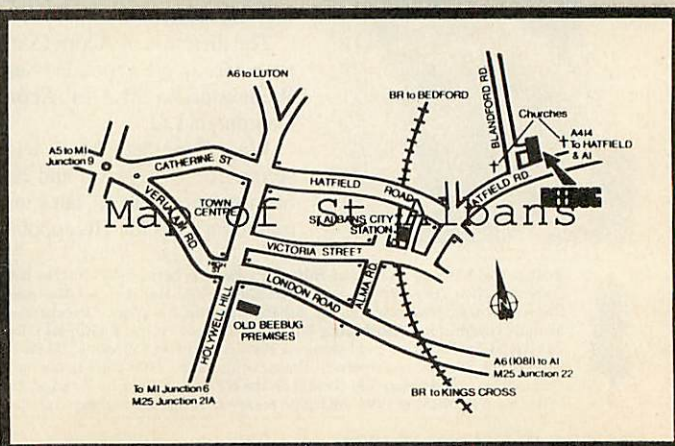 A6 to LUTON
BR to BEDFORD
BLANDFORD RD
Churches
A414
To HATFIELD
& A1
A5 to M1
Junction 9
CATHERINE ST
HATFIELD ROAD
HATFIELD RD
BEEBUG
VERULAM RD
TOWN
CENTRE
Map of St Albans
ST. ALBANS CITY
STATION
VICTORIA STREET
ALMA RD
LONDON ROAD
HOLYWELL HILL
OLD BEEBUG
PREMISES
N
A6 (1081) to A1
M25 Junction 22
To M1 Junction 6
M25 Junction 21A
BR to KINGS CROSS